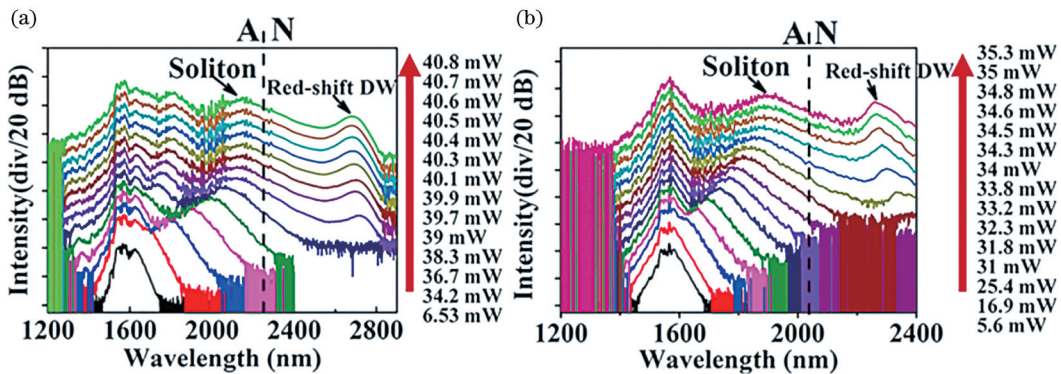 (a)
A N
Soliton
Red-shift DW
Intensity(div/20 dB)
1200 1600 2000 2400 2800
Wavelength (nm)
40.8 mW
40.7 mW
40.6 mW
40.5 mW
40.4 mW
40.3 mW
40.1 mW
39.9 mW
39.7 mW
39 mW
38.3 mW
36.7 mW
34.2 mW
6.53 mW
(b)
A N
Soliton
Red-shift DW
Intensity(div/20 dB)
1200 1600 2000 2400
Wavelength (nm)
35.3 mW
35 mW
34.8 mW
34.6 mW
34.5 mW
34.3 mW
34 mW
33.8 mW
33.2 mW
32.3 mW
31.8 mW
31 mW
25.4 mW
16.9 mW
5.6 mW